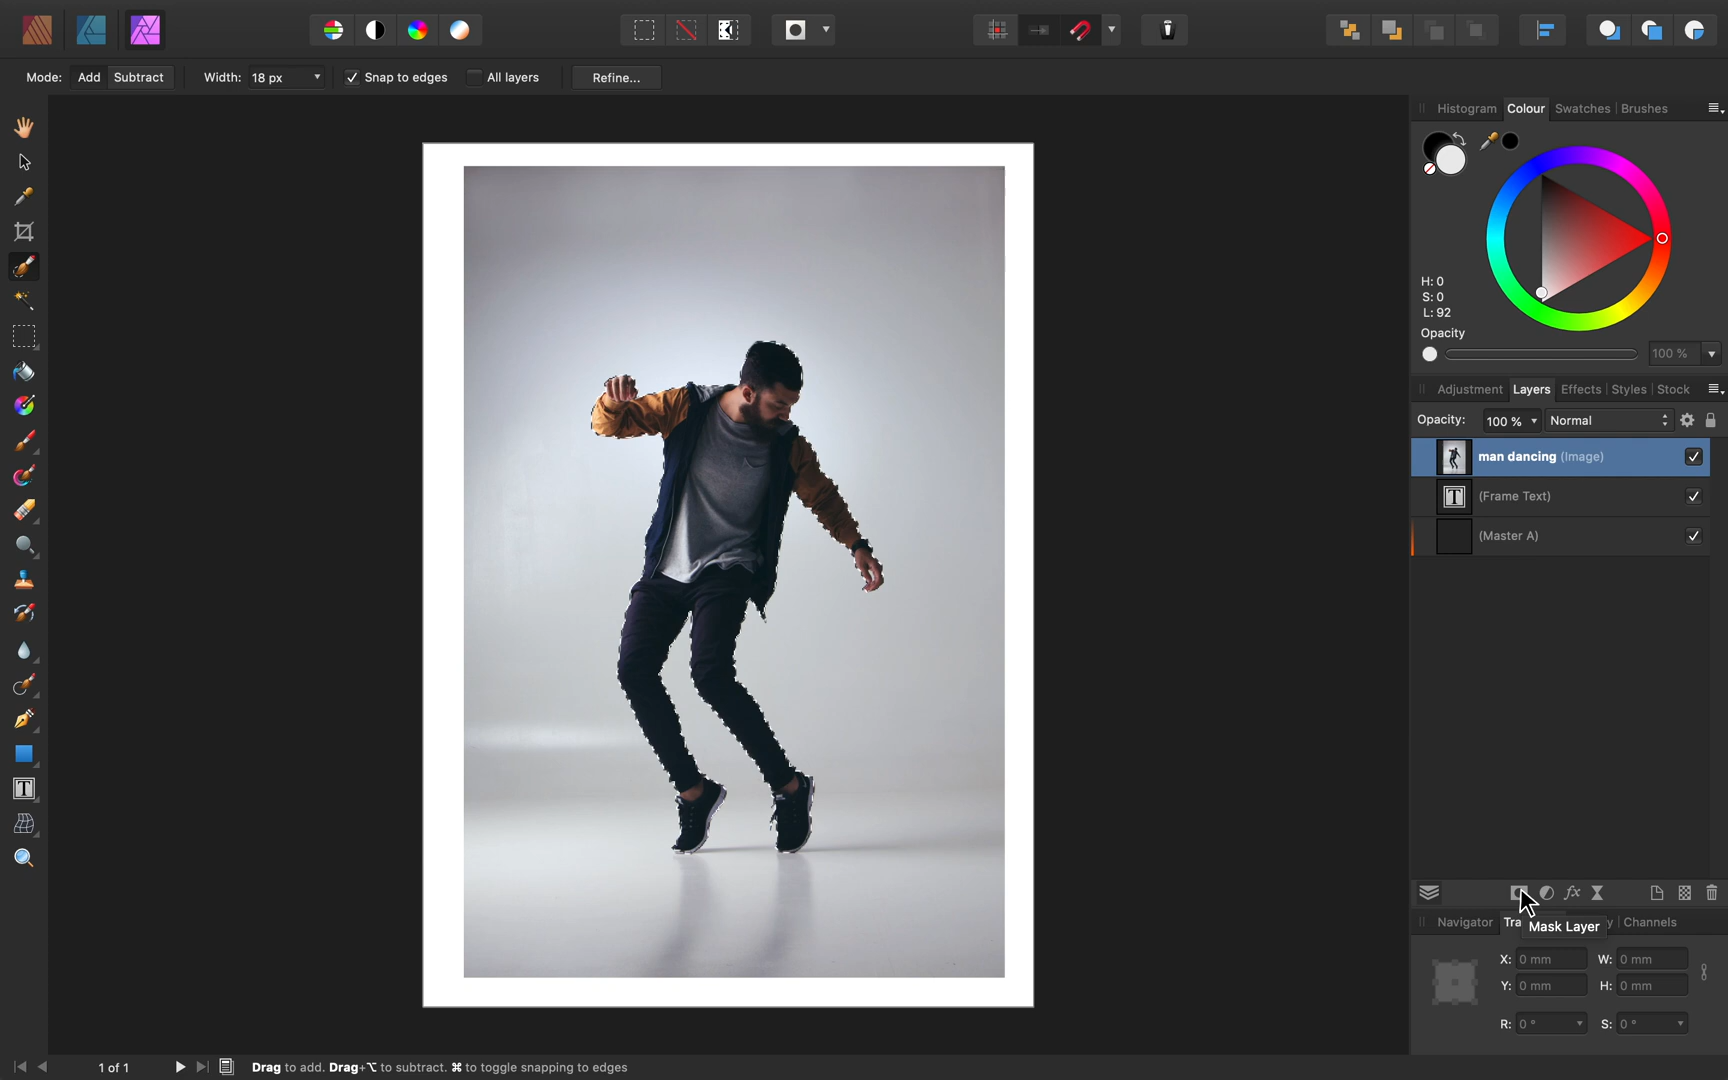 Mode: Add Subtract Width: 18 px Snap to edges All layers Refine...
Histogram Colour Swatches Brushes
H: 0
S: 0
L: 92
Opacity
100 %
Adjustment Layers Effects Styles Stock
Opacity: 100 % Normal
man dancing (Image)
T (Frame Text)
(Master A)
fx
Navigator Tra y Channels
Mask Layer
X: 0 mm W: 0 mm
Y: 0 mm H: 0 mm
R: 0 ° S: 0 °
T
1 of 1 Drag to add. Drag+⌥ to subtract. ⌘ to toggle snapping to edges